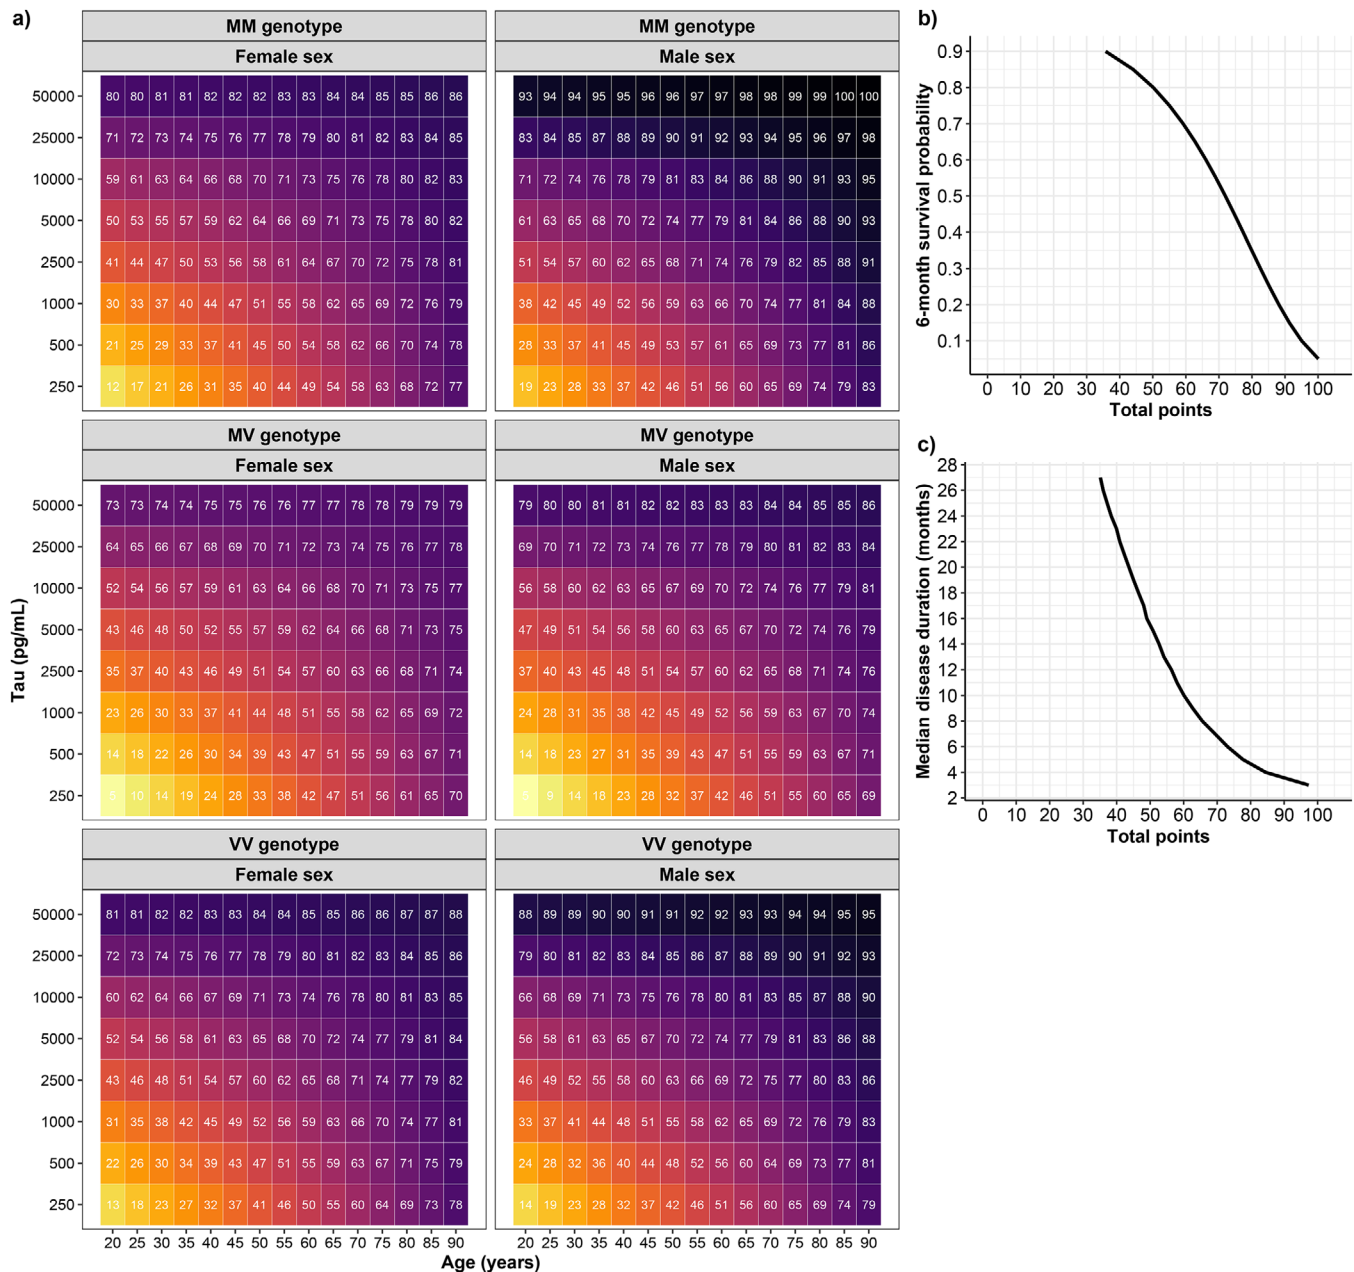 a)
MM genotype
Female sex
50000 80 80 81 81 82 82 82 83 83 84 84 85 85 86 86
25000 71 72 73 74 75 76 77 78 79 80 81 82 83 84 85
10000 59 61 63 64 66 68 70 71 73 75 76 78 80 82 83
5000 50 53 55 57 59 62 64 66 69 71 73 75 78 80 82
2500 41 44 47 50 53 56 58 61 64 67 70 72 75 78 81
1000 30 33 37 40 44 47 51 55 58 62 65 69 72 76 79
500 21 25 29 33 37 41 45 50 54 58 62 66 70 74 78
250 12 17 21 26 31 35 40 44 49 54 58 63 68 72 77
MM genotype
Male sex
93 94 94 95 95 96 96 97 97 98 98 99 99 100 100
83 84 85 87 88 89 90 91 92 93 94 95 96 97 98
71 72 74 76 78 79 81 83 84 86 88 90 91 93 95
61 63 65 68 70 72 74 77 79 81 84 86 88 90 93
51 54 57 60 62 65 68 71 74 76 79 82 85 88 91
38 42 45 49 52 56 59 63 66 70 74 77 81 84 88
28 33 37 41 45 49 53 57 61 65 69 73 77 81 86
19 23 28 33 37 42 46 51 56 60 65 69 74 79 83
MV genotype
Female sex
50000 73 73 74 74 75 75 76 76 77 77 78 78 79 79 79
25000 64 65 66 67 68 69 70 71 72 73 74 75 76 77 78
10000 52 54 56 57 59 61 63 64 66 68 70 71 73 75 77
5000 43 46 48 50 52 55 57 59 62 64 66 68 71 73 75
2500 35 37 40 43 46 49 51 54 57 60 63 65 68 71 74
1000 23 26 30 33 37 41 44 48 51 55 58 62 65 69 72
500 14 18 22 26 30 34 39 43 47 51 55 59 63 67 71
250 5 10 14 19 24 28 33 38 42 47 51 56 61 65 70
MV genotype
Male sex
79 80 80 81 81 82 82 83 83 83 84 84 85 85 86
69 70 71 72 73 74 76 77 78 79 80 81 82 83 84
56 58 60 62 63 65 67 69 70 72 74 76 77 79 81
47 49 51 54 56 58 60 63 65 67 70 72 74 76 79
37 40 43 45 48 51 54 57 60 62 65 68 71 74 76
24 28 31 35 38 42 45 49 52 56 59 63 67 70 74
14 18 23 27 31 35 39 43 47 51 55 59 63 67 71
5 9 14 18 23 28 32 37 42 46 51 55 60 65 69
Tau (pg/mL)
VV genotype
Female sex
50000 81 81 82 82 83 83 84 84 85 85 86 86 87 87 88
25000 72 73 74 75 76 77 78 79 80 81 82 83 84 85 86
10000 60 62 64 66 67 69 71 73 74 76 78 80 81 83 85
5000 52 54 56 58 61 63 65 68 70 72 74 77 79 81 84
2500 43 46 48 51 54 57 60 62 65 68 71 74 77 79 82
1000 31 35 38 42 45 49 52 56 59 63 66 70 74 77 81
500 22 26 30 34 39 43 47 51 55 59 63 67 71 75 79
250 13 18 23 27 32 37 41 46 50 55 60 64 69 73 78
20 25 30 35 40 45 50 55 60 65 70 75 80 85 90
VV genotype
Male sex
88 89 89 90 90 91 91 92 92 93 93 94 94 95 95
79 80 81 82 83 84 85 86 87 88 89 90 91 92 93
66 68 69 71 73 75 76 78 80 81 83 85 87 88 90
56 58 61 63 65 67 70 72 74 77 79 81 83 86 88
46 49 52 55 58 60 63 66 69 72 75 77 80 83 86
33 37 41 44 48 51 55 58 62 65 69 72 76 79 83
24 28 32 36 40 44 48 52 56 60 64 69 73 77 81
14 19 23 28 32 37 42 46 51 56 60 65 69 74 79
20 25 30 35 40 45 50 55 60 65 70 75 80 85 90
Age (years)
b)
6-month survival probability
0.9
0.8
0.7
0.6
0.5
0.4
0.3
0.2
0.1
0 10 20 30 40 50 60 70 80 90 100
Total points
c)
Median disease duration (months)
28
26
24
22
20
18
16
14
12
10
8
6
4
2
0 10 20 30 40 50 60 70 80 90 100
Total points